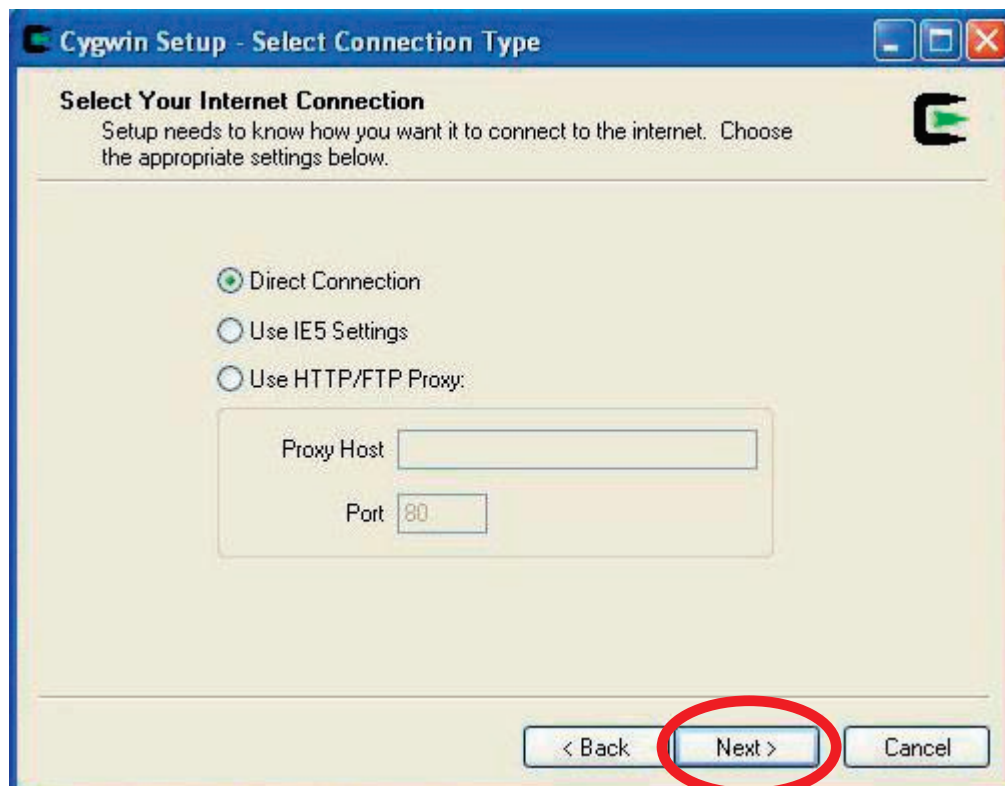 Cygwin Setup - Select Connection Type
Select Your Internet Connection
Setup needs to know how you want it to connect to the internet. Choose
the appropriate settings below.
Direct Connection
Use IE5 Settings
Use HTTP/FTP Proxy:
Proxy Host
Port 80
< Back Next > Cancel